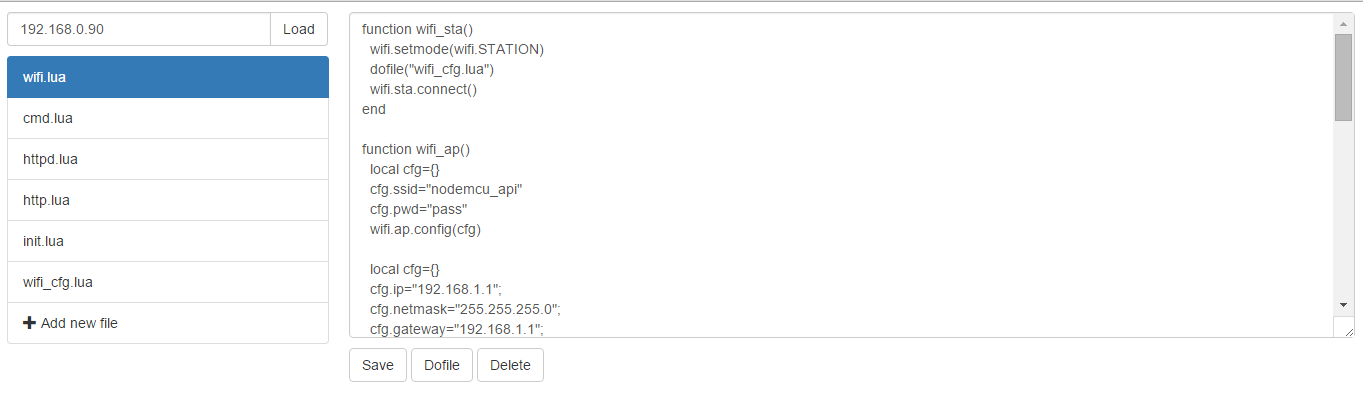 192.168.0.90 Load
wifi.lua
cmd.lua
httpd.lua
http.lua
init.lua
wifi_cfg.lua
Add new file
function wifi_sta()
  wifi.setmode(wifi.STATION)
  dofile("wifi_cfg.lua")
  wifi.sta.connect()
end

function wifi_ap()
  local cfg={}
  cfg.ssid="nodemcu_api"
  cfg.pwd="pass"
  wifi.ap.config(cfg)

  local cfg={}
  cfg.ip="192.168.1.1";
  cfg.netmask="255.255.255.0";
  cfg.gateway="192.168.1.1";
Save Dofile Delete